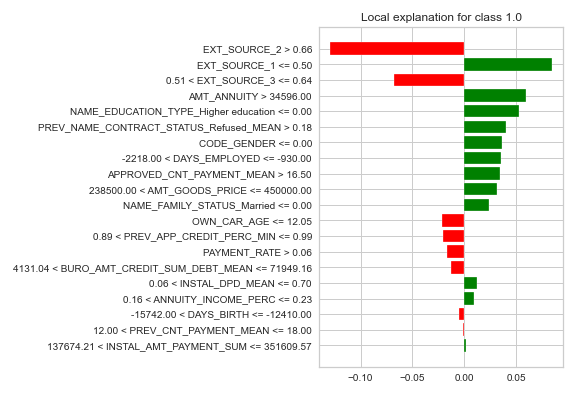 Local explanation for class 1.0
EXT_SOURCE_2 > 0.66
EXT_SOURCE_1 <= 0.50
0.51 < EXT_SOURCE_3 <= 0.64
AMT_ANNUITY > 34596.00
NAME_EDUCATION_TYPE_Higher education <= 0.00
PREV_NAME_CONTRACT_STATUS_Refused_MEAN > 0.18
CODE_GENDER <= 0.00
-2218.00 < DAYS_EMPLOYED <= -930.00
APPROVED_CNT_PAYMENT_MEAN > 16.50
238500.00 < AMT_GOODS_PRICE <= 450000.00
NAME_FAMILY_STATUS_Married <= 0.00
OWN_CAR_AGE <= 12.05
0.89 < PREV_APP_CREDIT_PERC_MIN <= 0.99
PAYMENT_RATE > 0.06
4131.04 < BURO_AMT_CREDIT_SUM_DEBT_MEAN <= 71949.16
0.06 < INSTAL_DPD_MEAN <= 0.70
0.16 < ANNUITY_INCOME_PERC <= 0.23
-15742.00 < DAYS_BIRTH <= -12410.00
12.00 < PREV_CNT_PAYMENT_MEAN <= 18.00
137674.21 < INSTAL_AMT_PAYMENT_SUM <= 351609.57
−0.10 −0.05 0.00 0.05